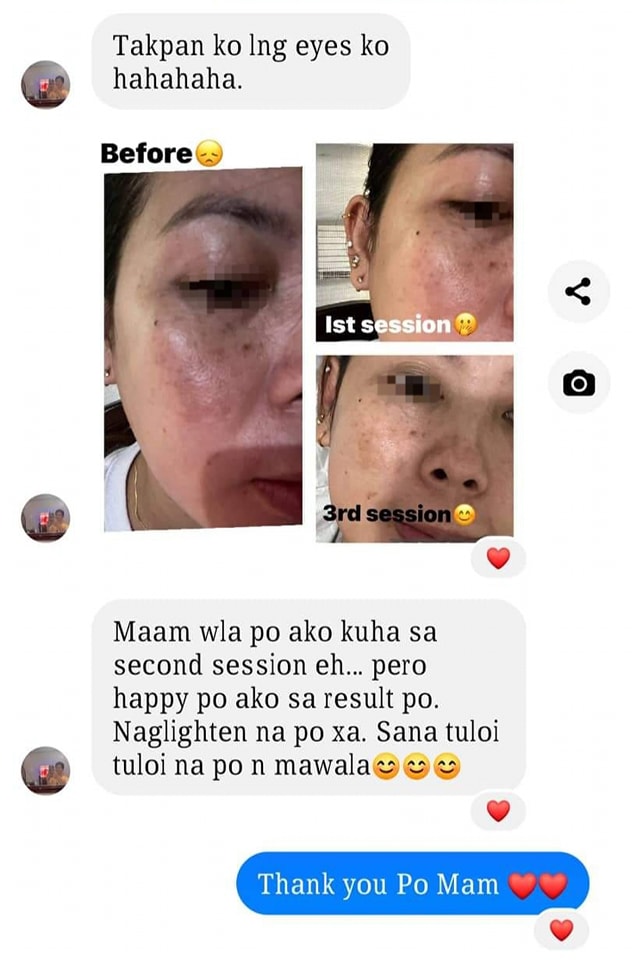 Takpan ko lng eyes ko
hahahaha.
Before😞
Ist session🤭
3rd session😊
Maam wla po ako kuha sa
second session eh... pero
happy po ako sa result po.
Naglighten na po xa. Sana tuloi
tuloi na po n mawala😊😊😊
Thank you Po Mam ❤️❤️